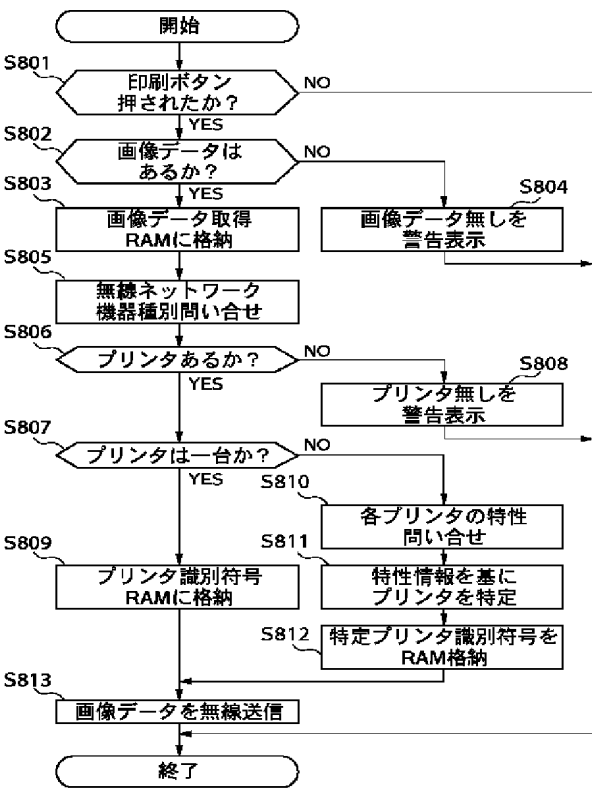 開始
S801
印刷ボタン
押されたか？
NO
YES
S802
画像データは
あるか？
NO
YES
S803
画像データ取得
RAMに格納
S804
画像データ無しを
警告表示
S805
無線ネットワーク
機器種別問い合せ
S806
プリンタあるか？
NO
YES
S808
プリンタ無しを
警告表示
S807
プリンタは一台か？
NO
YES
S810
各プリンタの特性
問い合せ
S809
プリンタ識別符号
RAMに格納
S811
特性情報を基に
プリンタを特定
S812
特定プリンタ識別符号を
RAM格納
S813
画像データを無線送信
終了